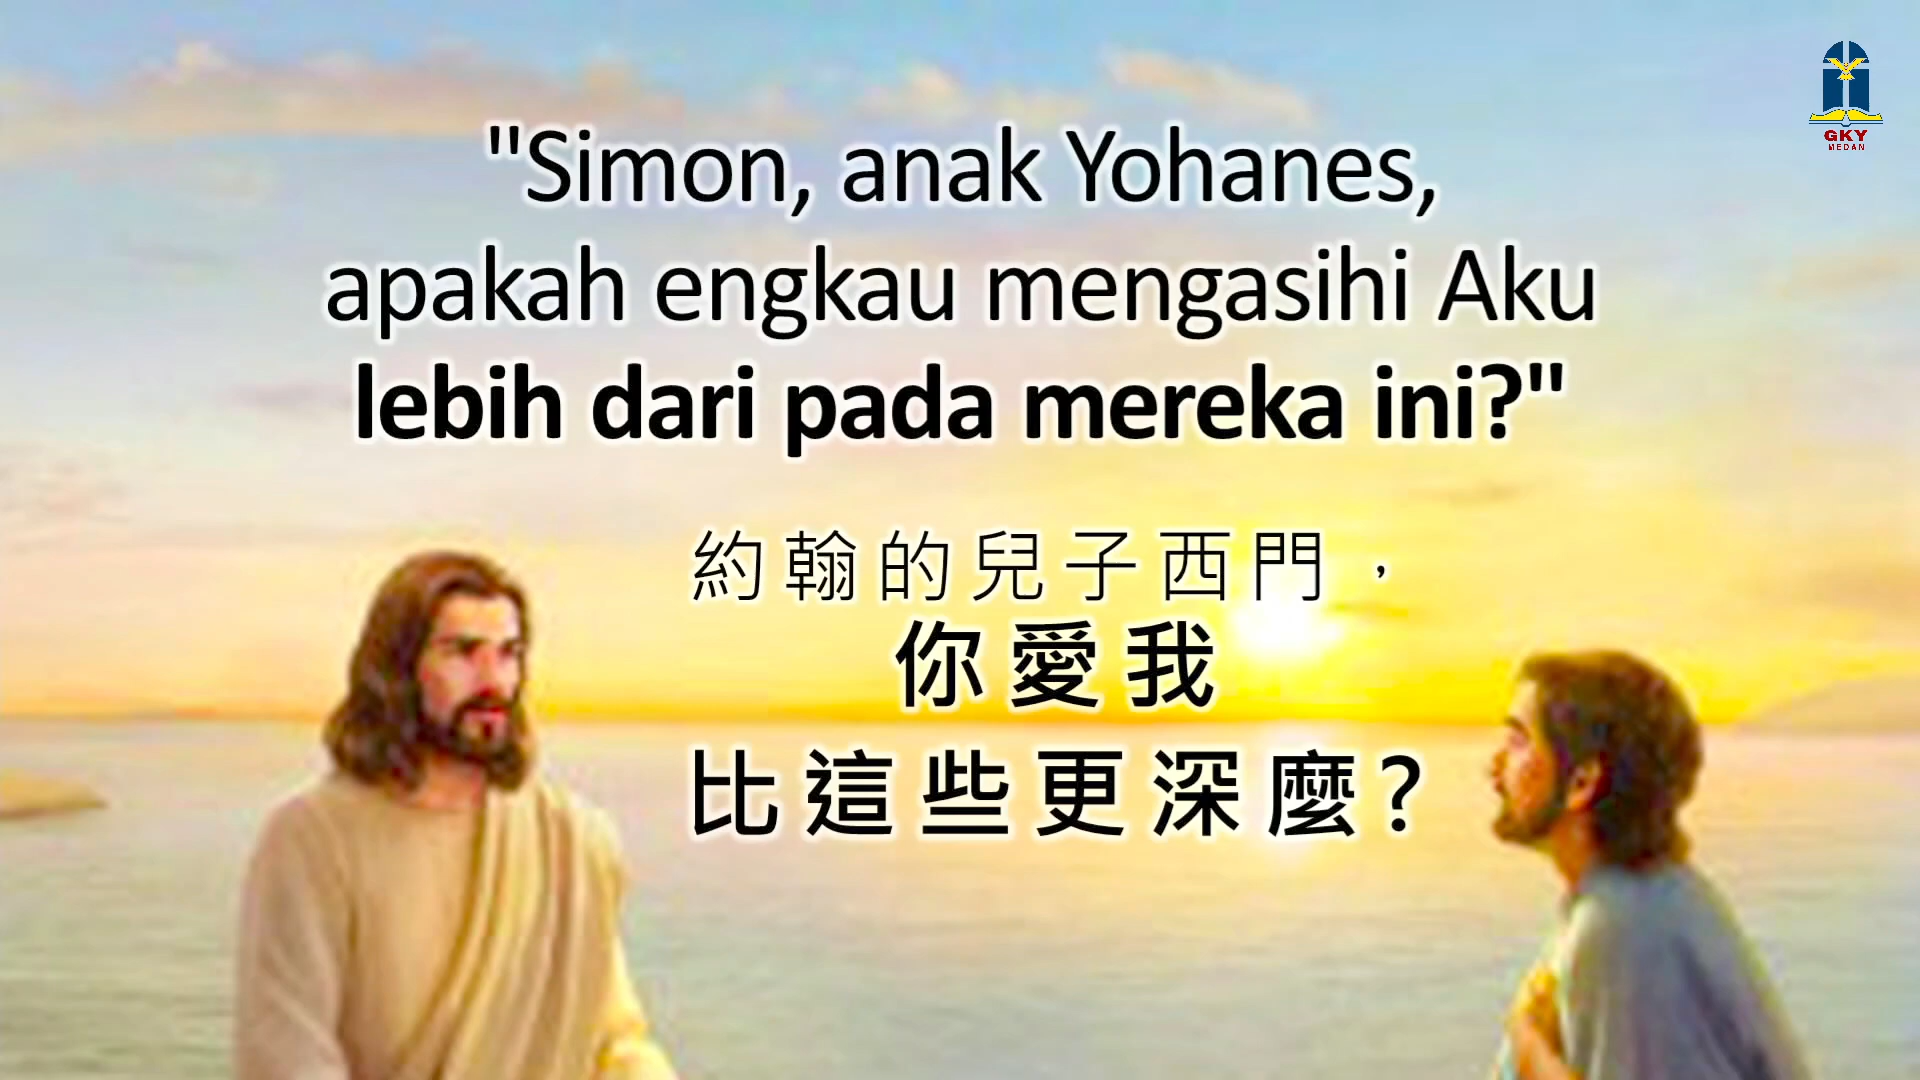 GKY
MEDAN
"Simon, anak Yohanes,
apakah engkau mengasihi Aku
lebih dari pada mereka ini?"
約翰的兒子西門，
你愛我
比這些更深麼?